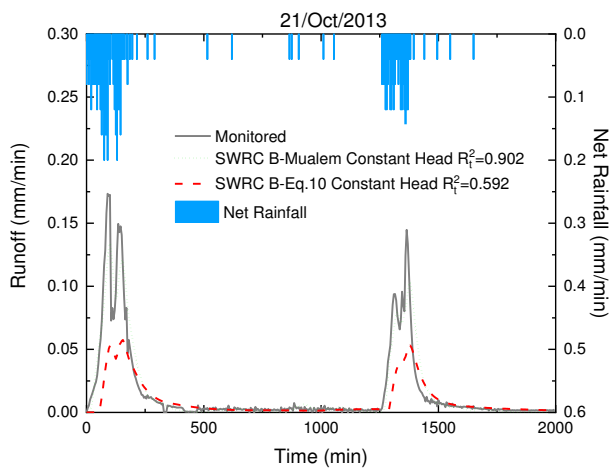 21/Oct/2013
0.30
0.25
0.20
0.15
0.10
0.05
0.00
Runoff (mm/min)
0.0
0.1
0.2
0.3
0.4
0.5
0.6
Net Rainfall (mm/min)
Monitored
SWRC B-Mualem Constant Head R²ₜ=0.902
SWRC B-Eq.10 Constant Head R²ₜ=0.592
Net Rainfall
0 500 1000 1500 2000
Time (min)